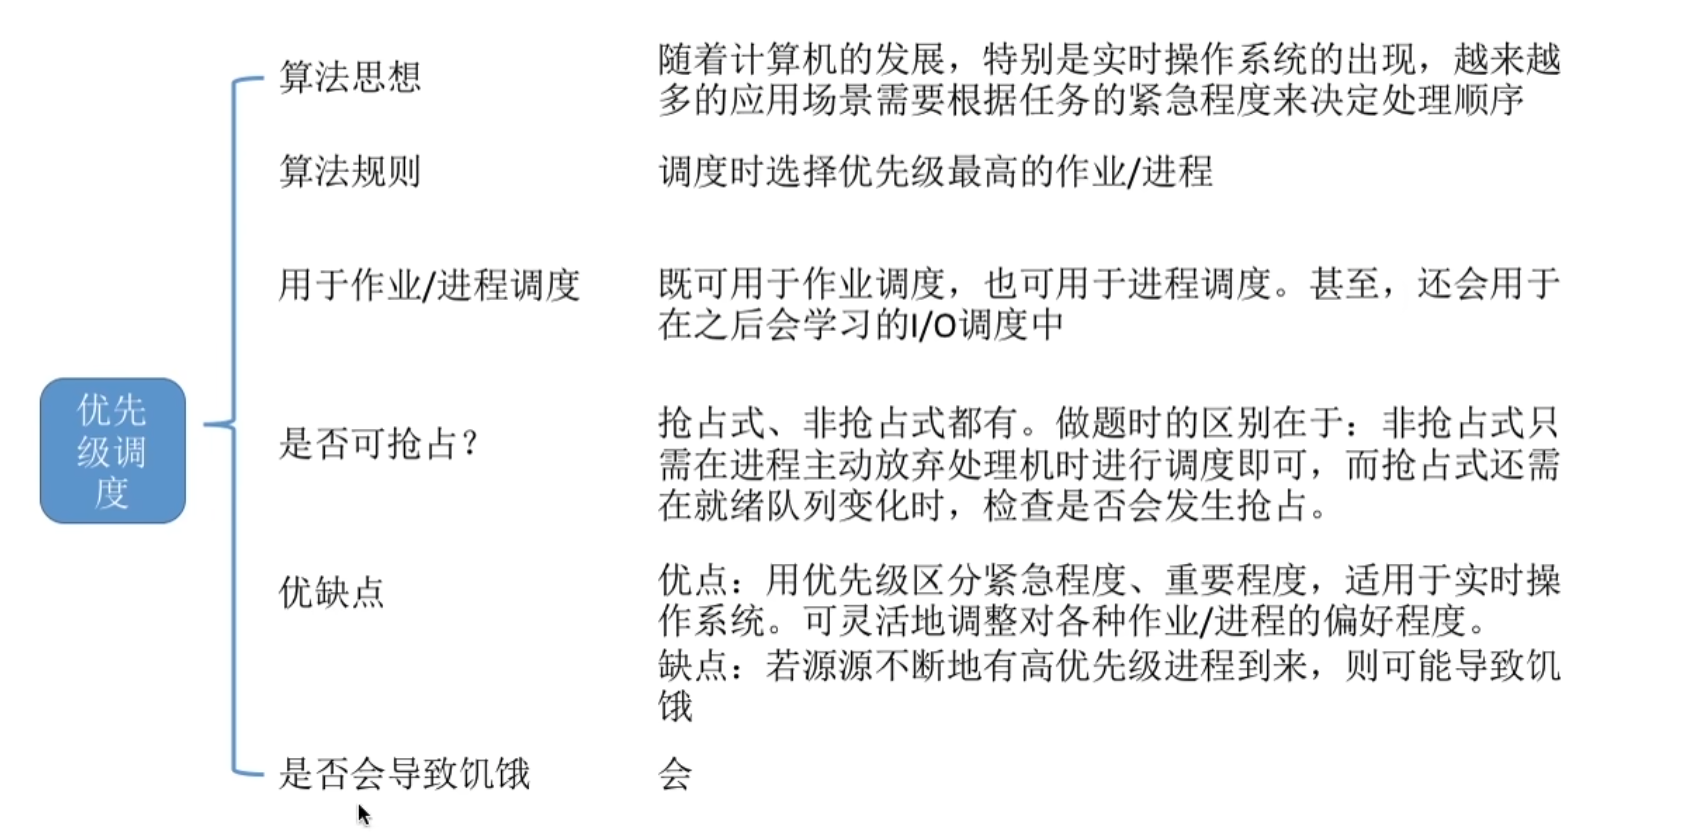 优先
级调
度
算法思想
随着计算机的发展，特别是实时操作系统的出现，越来越
多的应用场景需要根据任务的紧急程度来决定处理顺序
算法规则
调度时选择优先级最高的作业/进程
用于作业/进程调度
既可用于作业调度，也可用于进程调度。甚至，还会用于
在之后会学习的I/O调度中
是否可抢占？
抢占式、非抢占式都有。做题时的区别在于：非抢占式只
需在进程主动放弃处理机时进行调度即可，而抢占式还需
在就绪队列变化时，检查是否会发生抢占。
优缺点
优点：用优先级区分紧急程度、重要程度，适用于实时操
作系统。可灵活地调整对各种作业/进程的偏好程度。
缺点：若源源不断地有高优先级进程到来，则可能导致饥
饿
是否会导致饥饿
会